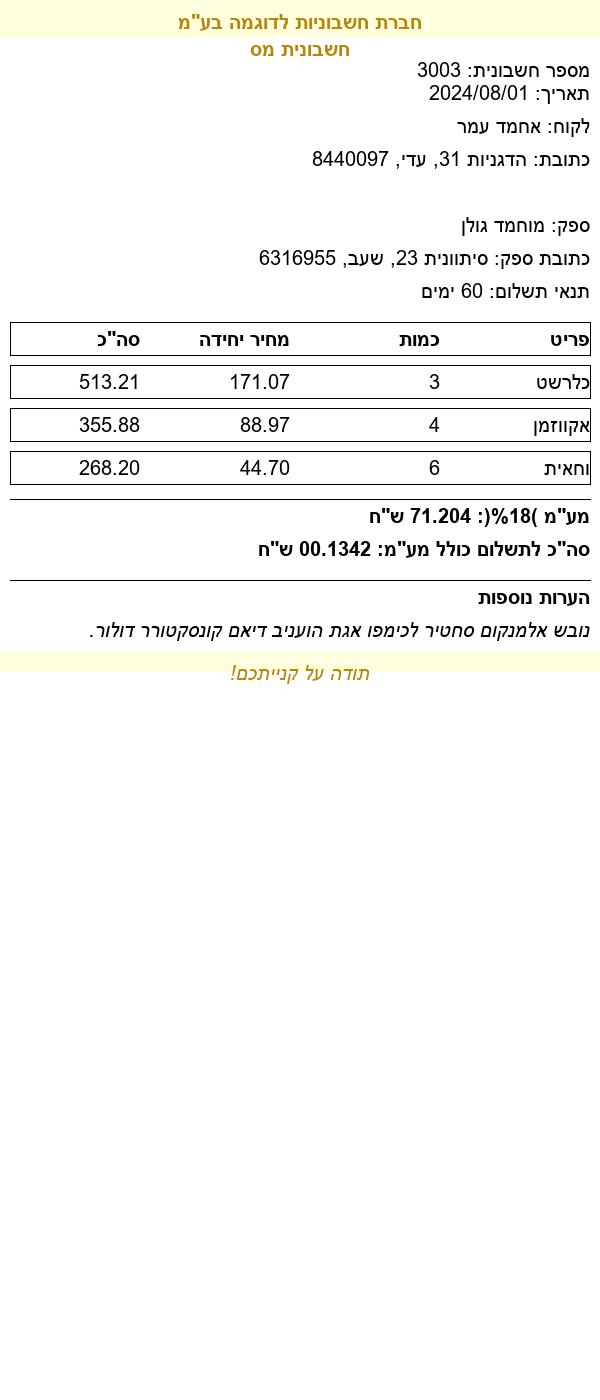 חברת חשבוניות לדוגמה בע"מ
חשבונית מס
מספר חשבונית: 3003
תאריך: 2024/08/01
לקוח: אחמד עמר
כתובת: הדגניות 31, עדי, 8440097
ספק: מוחמד גולן
כתובת ספק: סיתוונית 23, שעב, 6316955
תנאי תשלום: 60 ימים
פריט כמות מחיר יחידה סה"כ
כלרשט 3 171.07 513.21
אקווזמן 4 88.97 355.88
וחאית 6 44.70 268.20
מע"מ )18%(: 71.204 ש"ח
סה"כ לתשלום כולל מע"מ: 00.1342 ש"ח
הערות נוספות
נובש אלמנקום סחטיר לכימפו אגת הועניב דיאם קונסקטורר דולור.
תודה על קנייתכם!